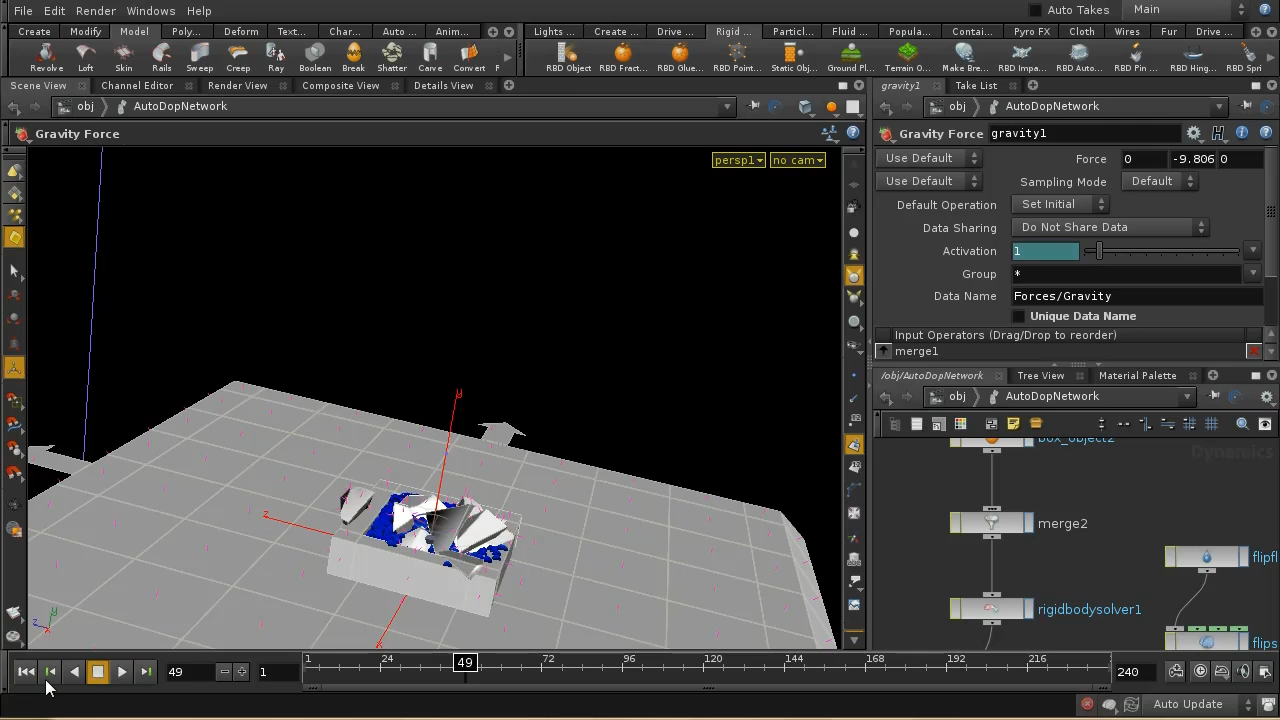 File Edit Render Windows Help Auto Takes Main
Create Modify Model Poly... Deform Text... Char... Auto ... Anim... Lights ... Create ... Drive ... Rigid ... Particl... Fluid ... Popula... Contai... Pyro FX Cloth Wires Fur Drive ...
Revolve Loft Skin Rails Sweep Creep Ray Boolean Break Shatter Carve Convert RBD Object RBD Fract... RBD Glue... RBD Point... Static Obj... Ground Pl... Terrain O... Make Bre... RBD Impa... RBD Auto... RBD Pin ... RBD Hing... RBD Spri
Scene View Channel Editor Render View Composite View Details View gravity1 Take List
obj AutoDopNetwork obj AutoDopNetwork
Gravity Force Gravity Force gravity1
persp1 no cam
Use Default Force 0 -9.806 0
Use Default Sampling Mode Default
Default Operation Set Initial
Data Sharing Do Not Share Data
Activation 1
Group *
Data Name Forces/Gravity
Unique Data Name
Input Operators (Drag/Drop to reorder)
merge1
/obj/AutoDopNetwork Tree View Material Palette
obj AutoDopNetwork
box_object2
Dynamics
merge2
flipfl
rigidbodysolver1
flips
y
z
x
y
z
x
49 1 1 24 49 72 96 120 144 168 192 216 240
Auto Update